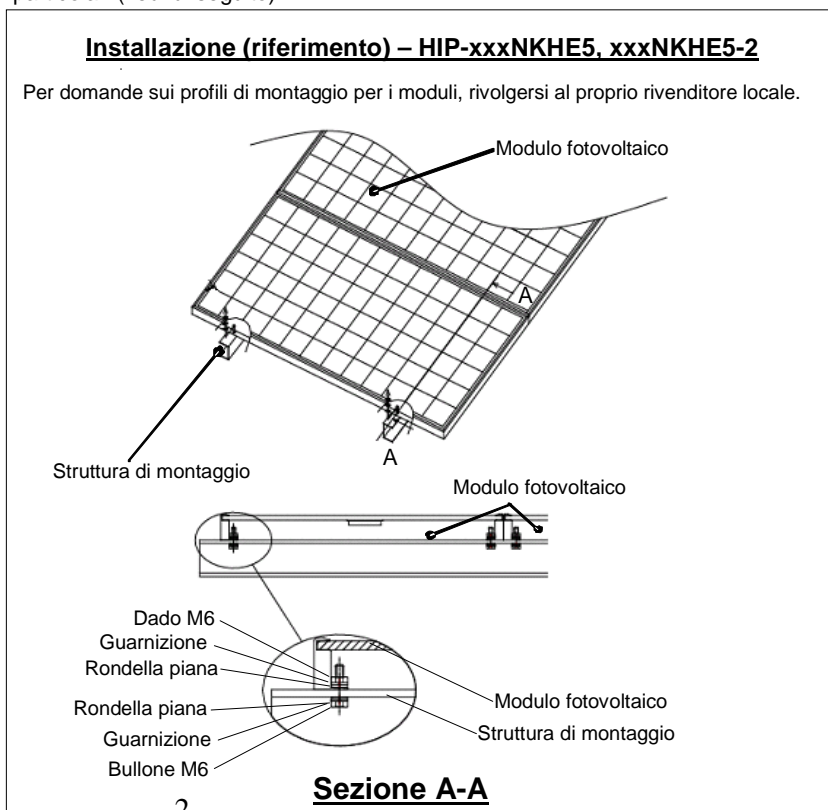 Installazione (riferimento) – HIP-xxxNKHE5, xxxNKHE5-2
Per domande sui profili di montaggio per i moduli, rivolgersi al proprio rivenditore locale.
Modulo fotovoltaico
A
Struttura di montaggio
A
Modulo fotovoltaico
Dado M6
Guarnizione
Rondella piana
Rondella piana
Guarnizione
Bullone M6
Modulo fotovoltaico
Struttura di montaggio
Sezione A-A
2